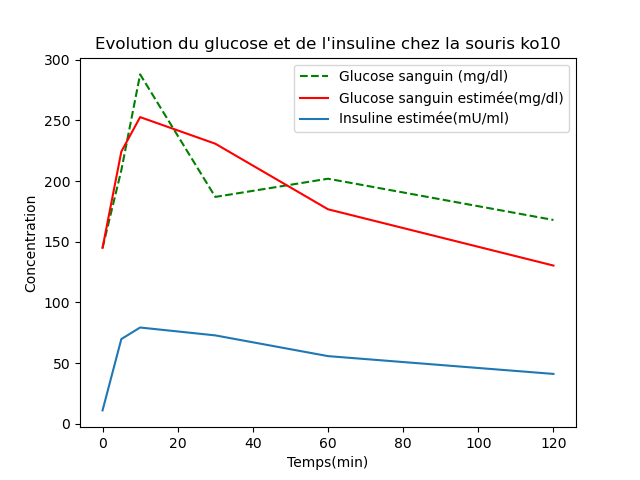 Evolution du glucose et de l'insuline chez la souris ko10
Glucose sanguin (mg/dl)
Glucose sanguin estimée(mg/dl)
Insuline estimée(mU/ml)
300
250
200
150
100
50
0
Concentration
0 20 40 60 80 100 120
Temps(min)